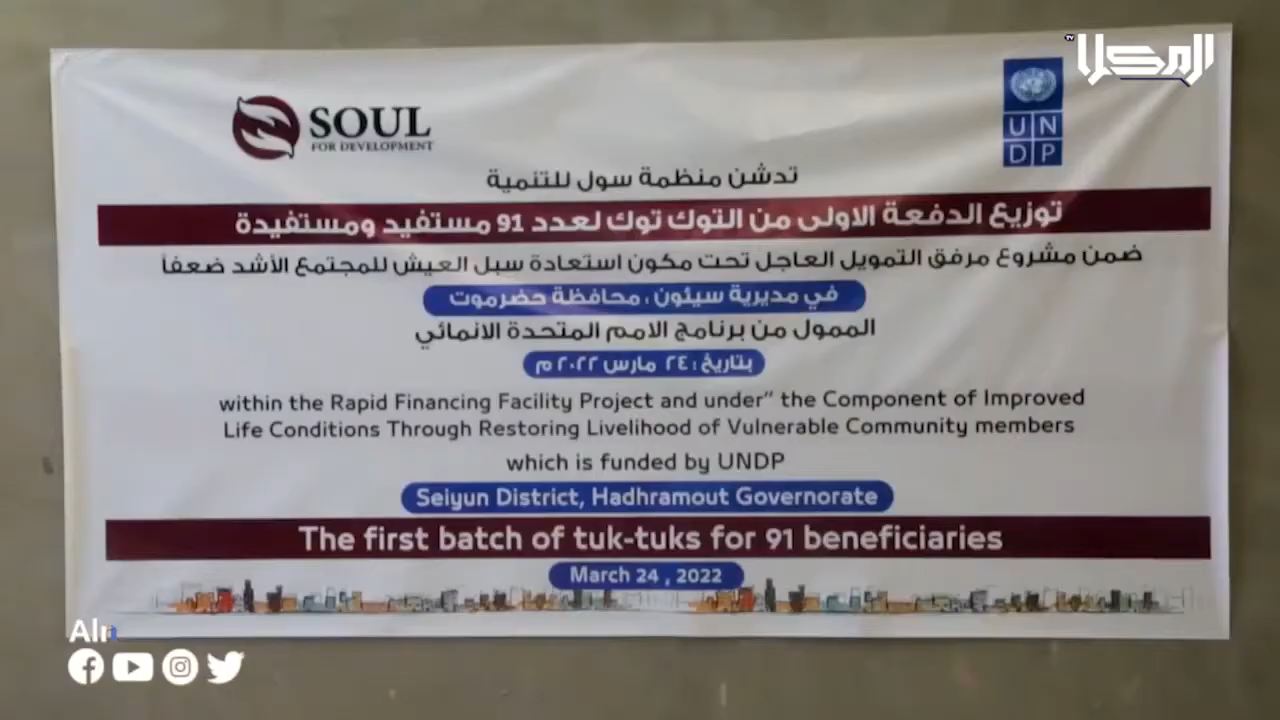 المكلا TV
SOUL
FOR DEVELOPMENT
UN
DP
تدشن منظمة سول للتنمية
توزيع الدفعة الاولى من التوك توك لعدد 91 مستفيد ومستفيدة
ضمن مشروع مرفق التمويل العاجل تحت مكون استعادة سبل العيش للمجتمع الأشد ضعفاً
في مديرية سيئون، محافظة حضرموت
الممول من برنامج الامم المتحدة الانمائي
بتاريخ: ٢٤ مارس ٢٠٢٢ م
within the Rapid Financing Facility Project and under" the Component of Improved
Life Conditions Through Restoring Livelihood of Vulnerable Community members
which is funded by UNDP
Seiyun District, Hadhramout Governorate
The first batch of tuk-tuks for 91 beneficiaries
March 24 , 2022